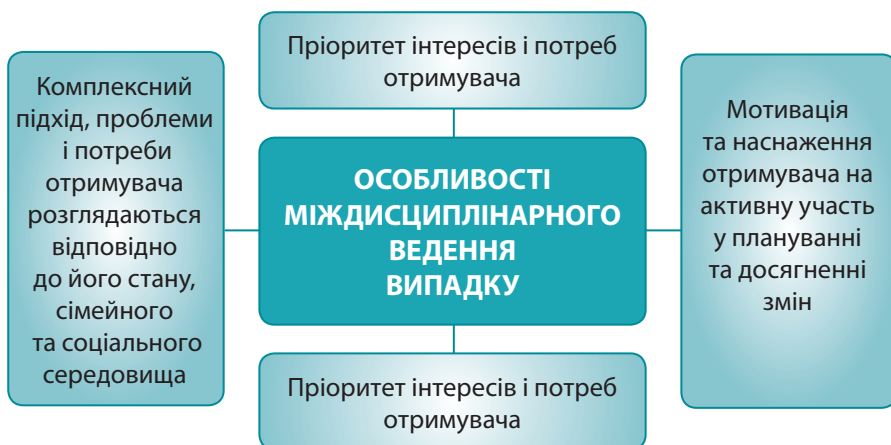 Пріоритет інтересів і потреб
отримувача
Комплексний
підхід, проблеми
і потреби
отримувача
розглядаються
відповідно
до його стану,
сімейного
та соціального
середовища
ОСОБЛИВОСТІ
МІЖДИСЦИПЛІНАРНОГО
ВЕДЕННЯ
ВИПАДКУ
Мотивація
та наснаження
отримувача на
активну участь
у плануванні
та досягненні
змін
Пріоритет інтересів і потреб
отримувача